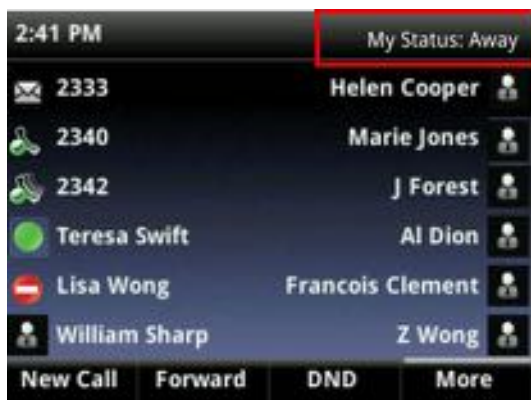 2:41 PM My Status: Away
2333 Helen Cooper
2340 Marie Jones
2342 J Forest
Teresa Swift Al Dion
Lisa Wong Francois Clement
William Sharp Z Wong
New Call Forward DND More